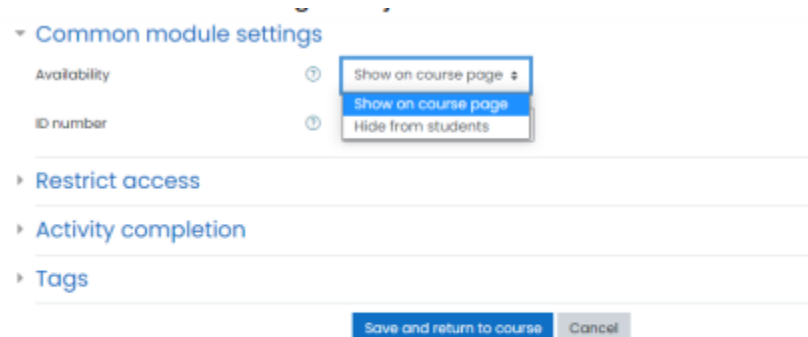 Common module settings
Availability
Show on course page
Show on course page
Hide from students
ID number
Restrict access
Activity completion
Tags
Save and return to course
Cancel